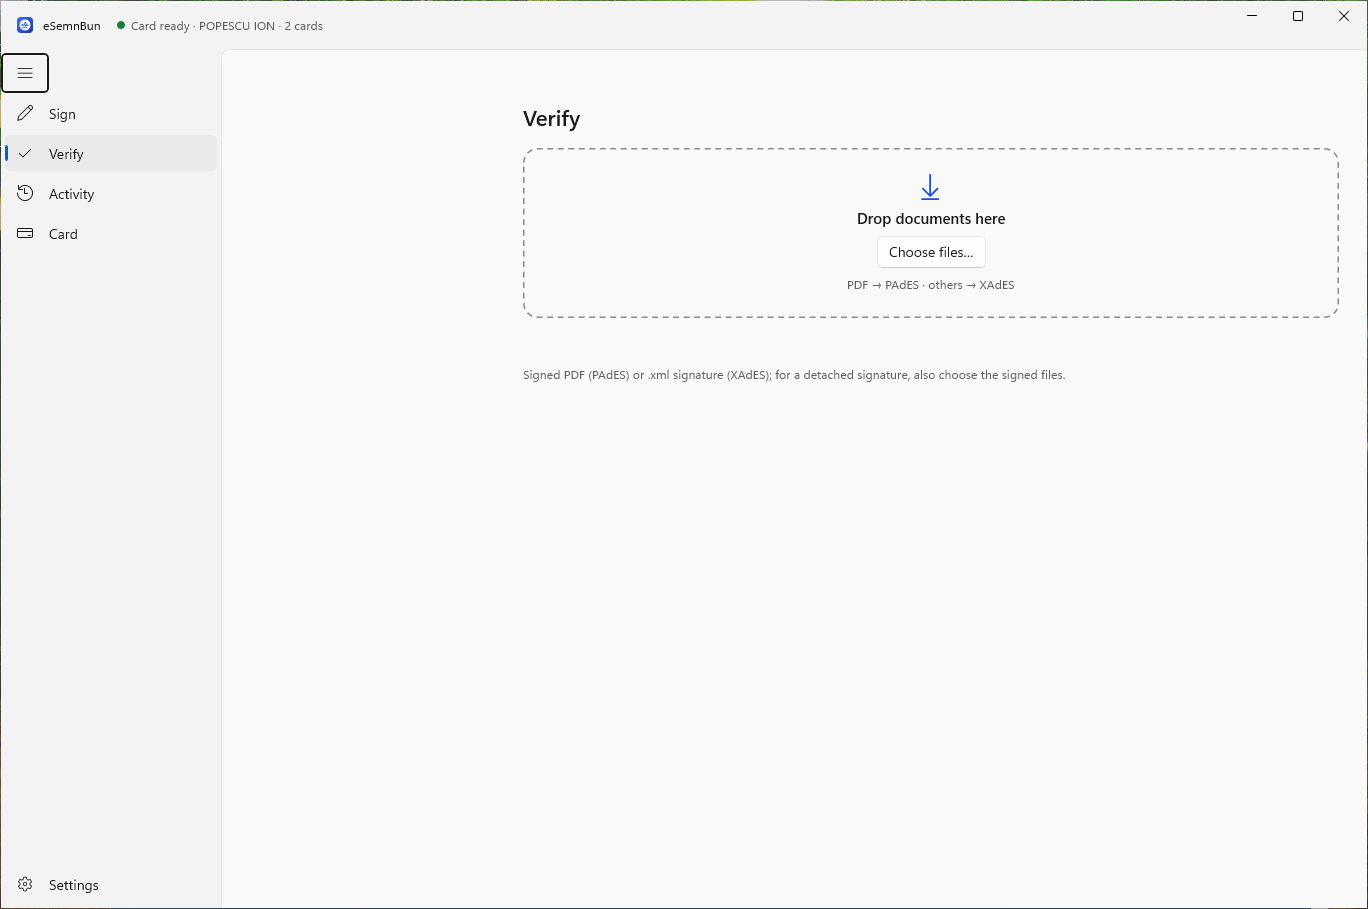 eSemnBun
Card ready · POPESCU ION · 2 cards
Sign
Verify
Activity
Card
Settings
Verify
Drop documents here
Choose files...
PDF → PAdES · others → XAdES
Signed PDF (PAdES) or .xml signature (XAdES); for a detached signature, also choose the signed files.